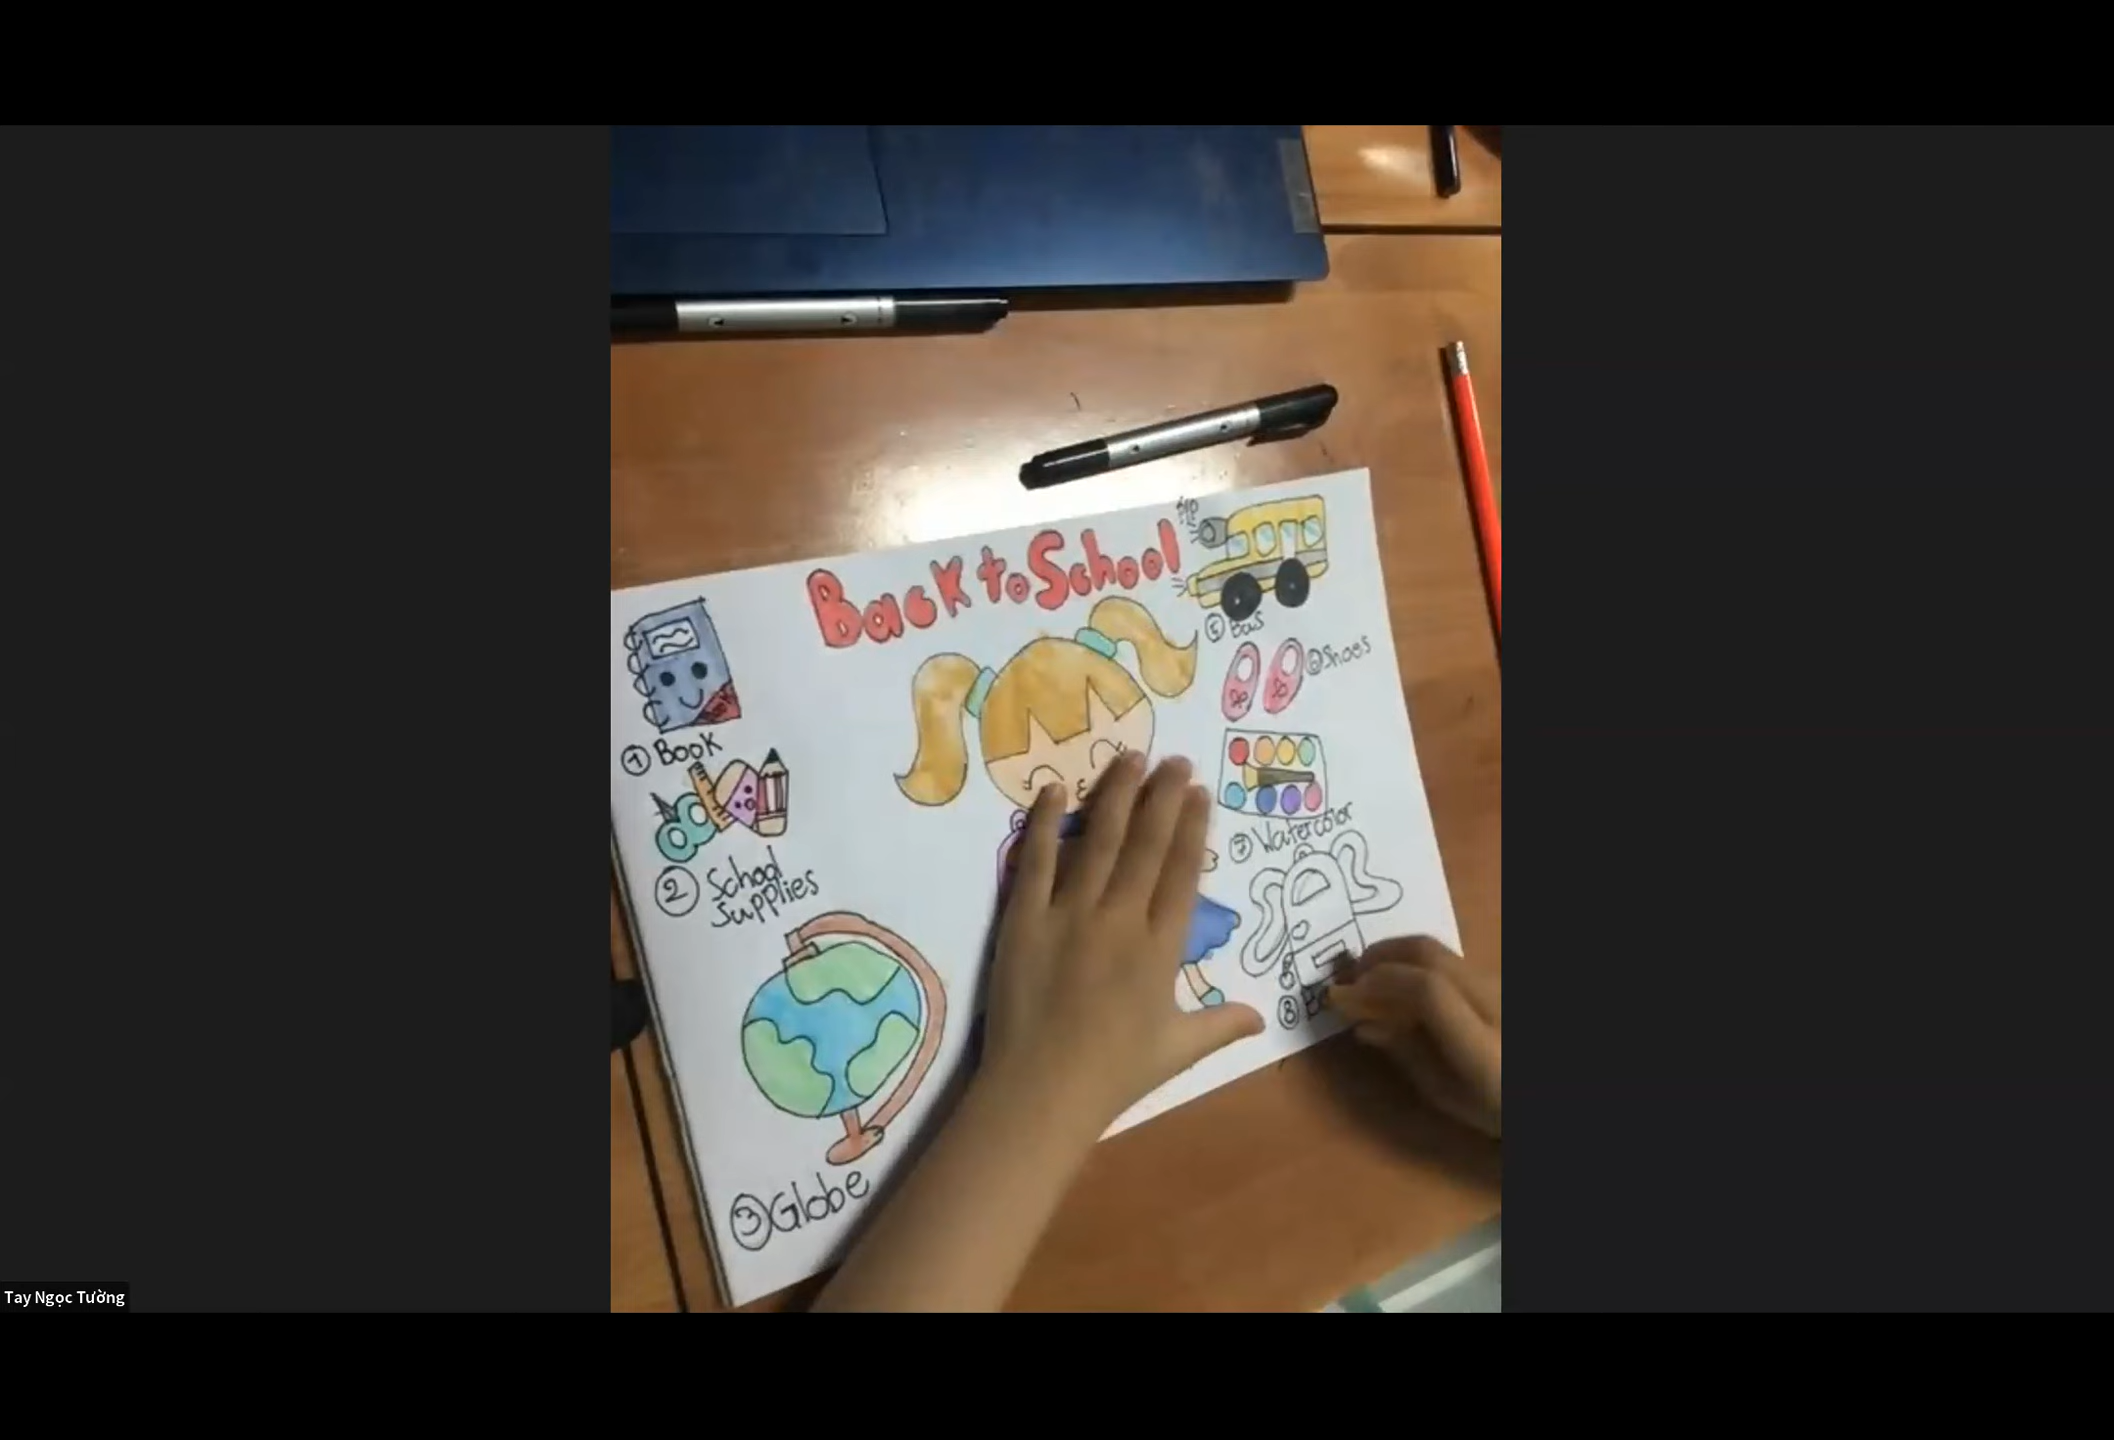 Back to School
1 Book
2 School
Supplies
3 Globe
5 Bus
6 Shoes
7 Watercolor
8
Tay Ngọc Tường